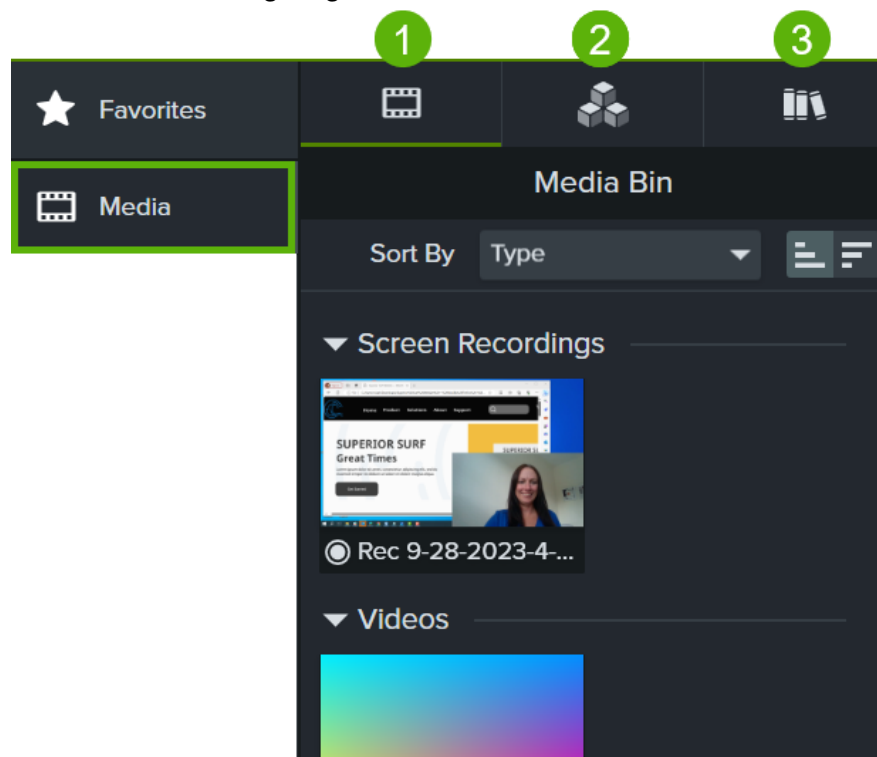 1 2 3
Favorites
Media
Media Bin
Sort By Type
Screen Recordings
SUPERIOR SURF
Great Times
Rec 9-28-2023-4-...
Videos